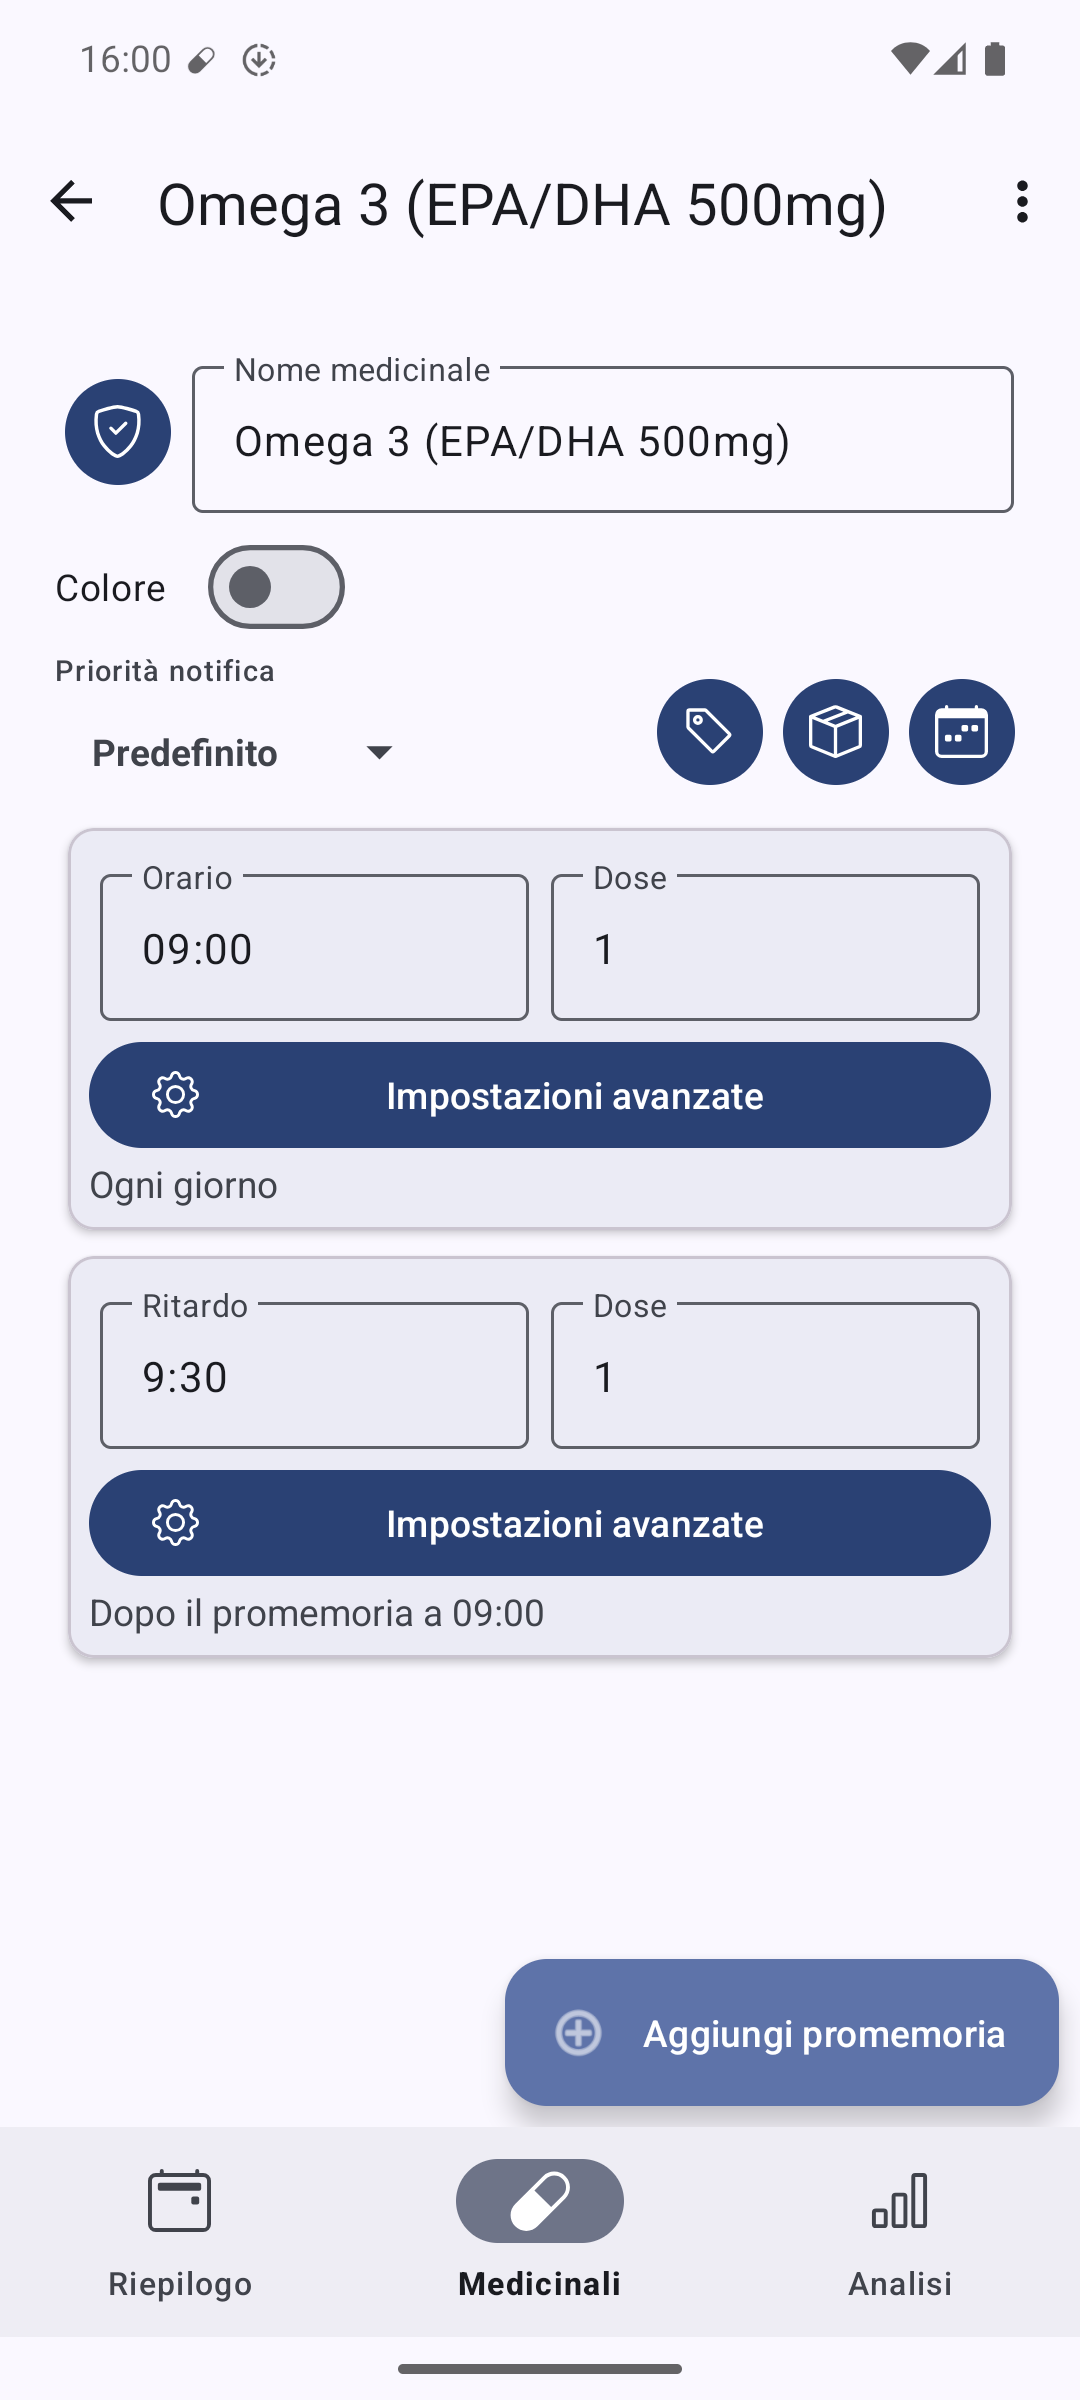 16:00
Omega 3 (EPA/DHA 500mg)
Nome medicinale
Omega 3 (EPA/DHA 500mg)
Colore
Priorità notifica
Predefinito
Orario
09:00
Dose
1
Impostazioni avanzate
Ogni giorno
Ritardo
9:30
Dose
1
Impostazioni avanzate
Dopo il promemoria a 09:00
Aggiungi promemoria
Riepilogo
Medicinali
Analisi